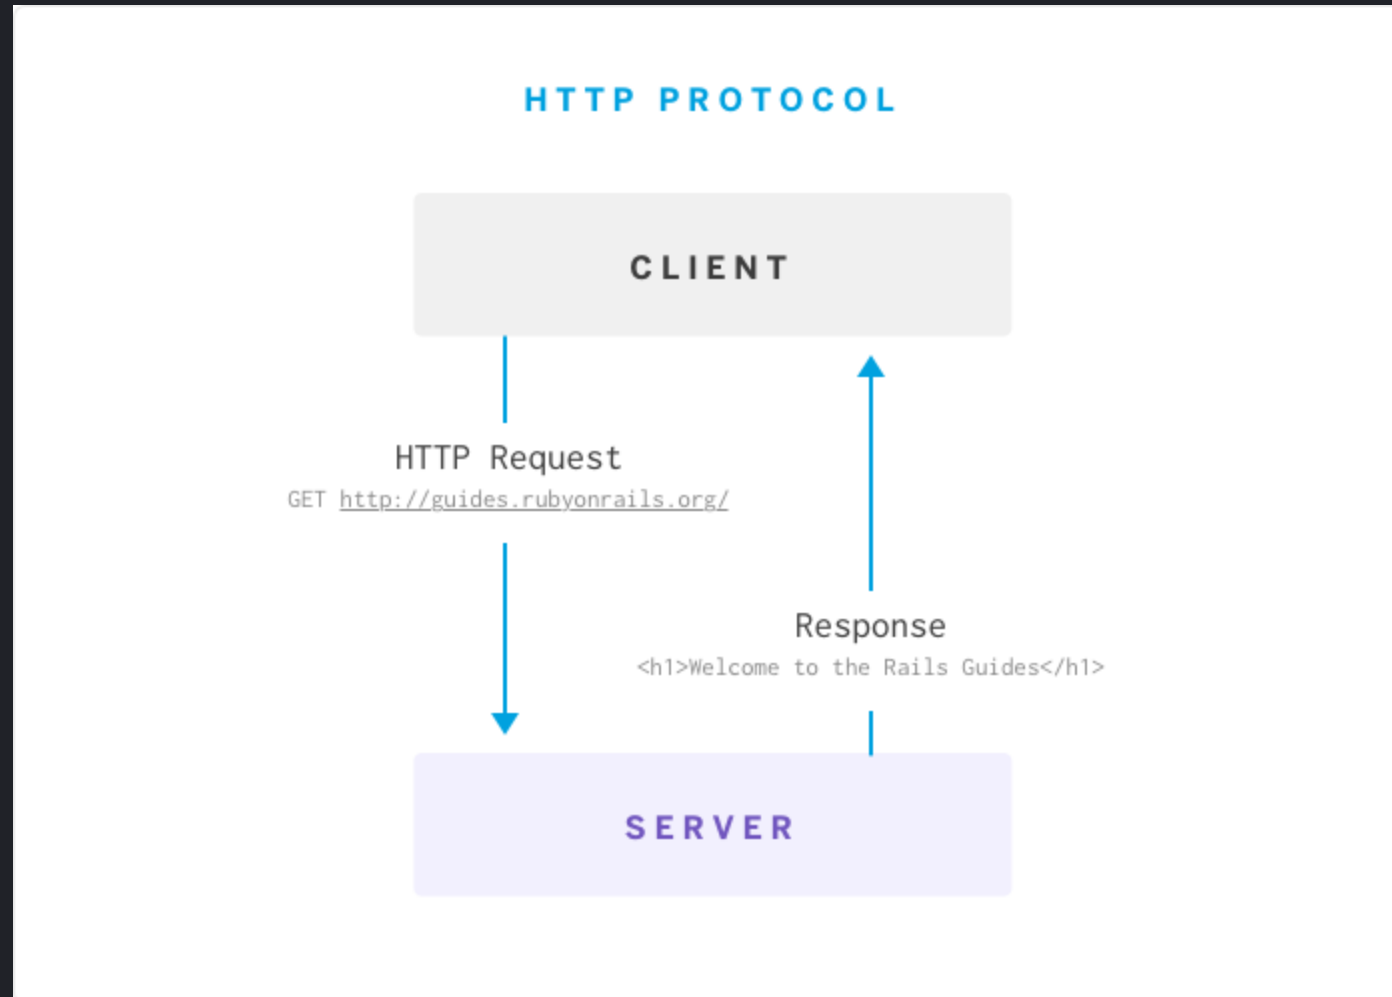 HTTP PROTOCOL
CLIENT
HTTP Request
GET http://guides.rubyonrails.org/
Response
<h1>Welcome to the Rails Guides</h1>
SERVER